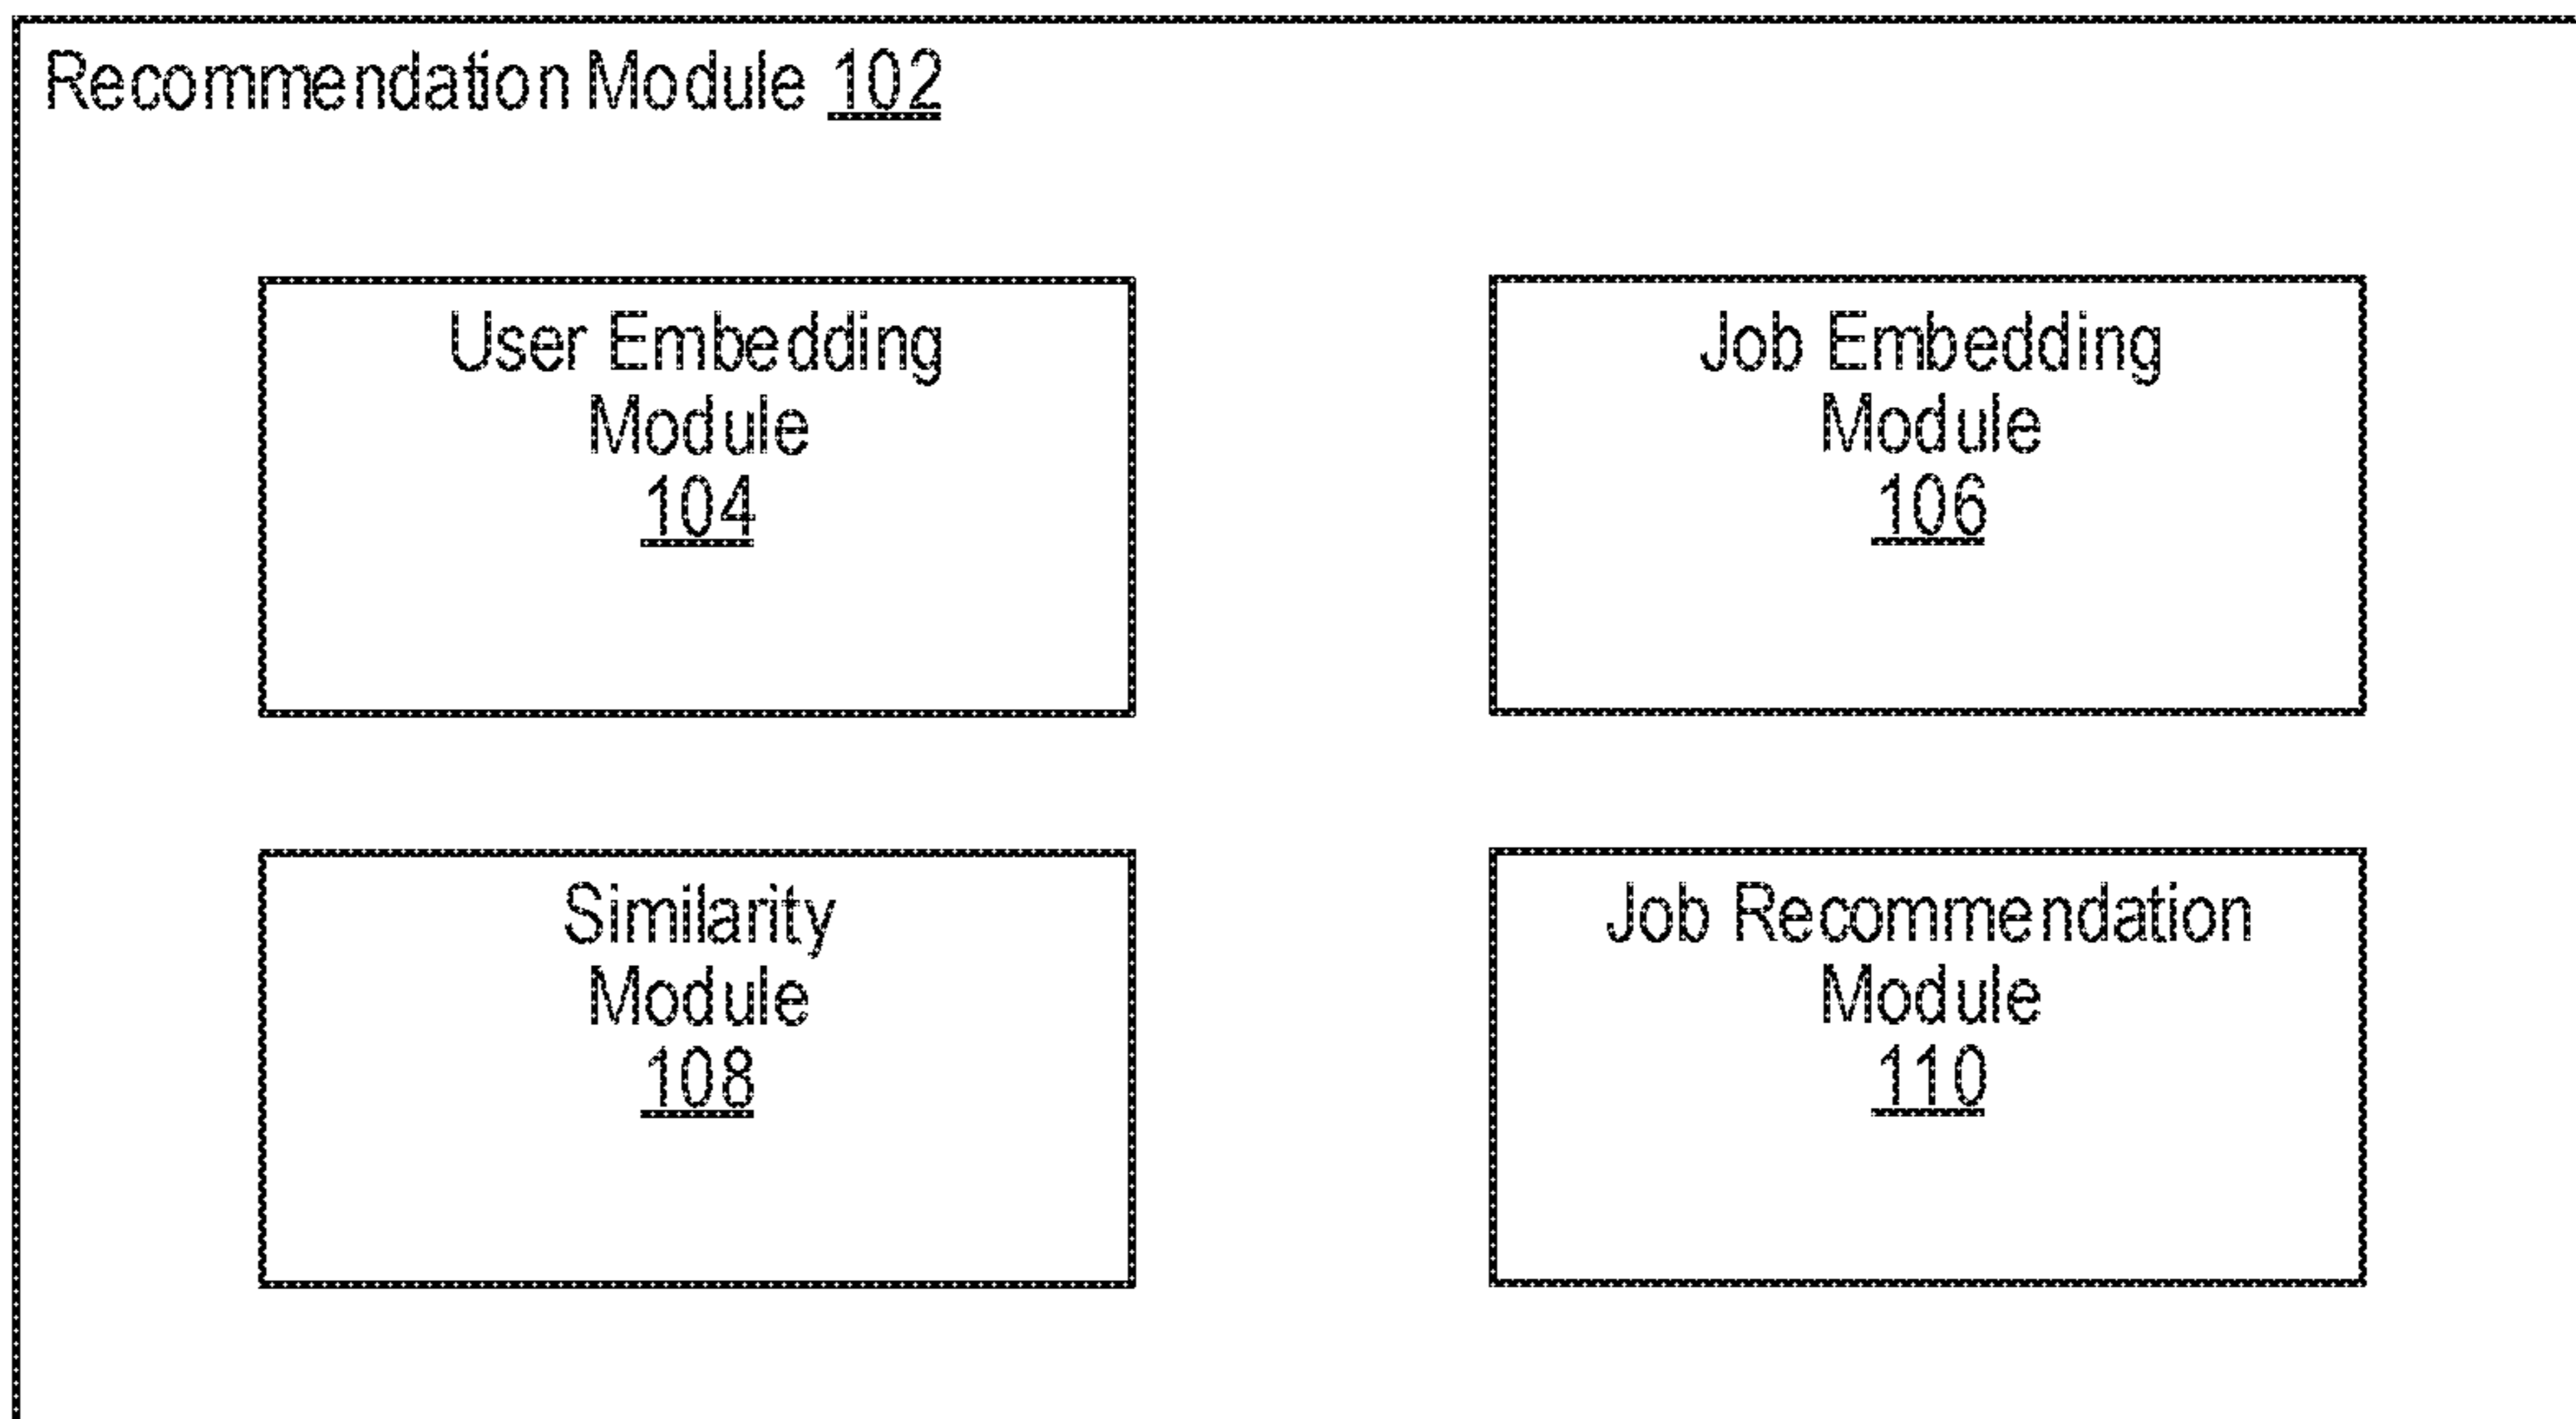 Recommendation Module 102
User Embedding
Module
104
Job Embedding
Module
106
Similarity
Module
108
Job Recommendation
Module
110